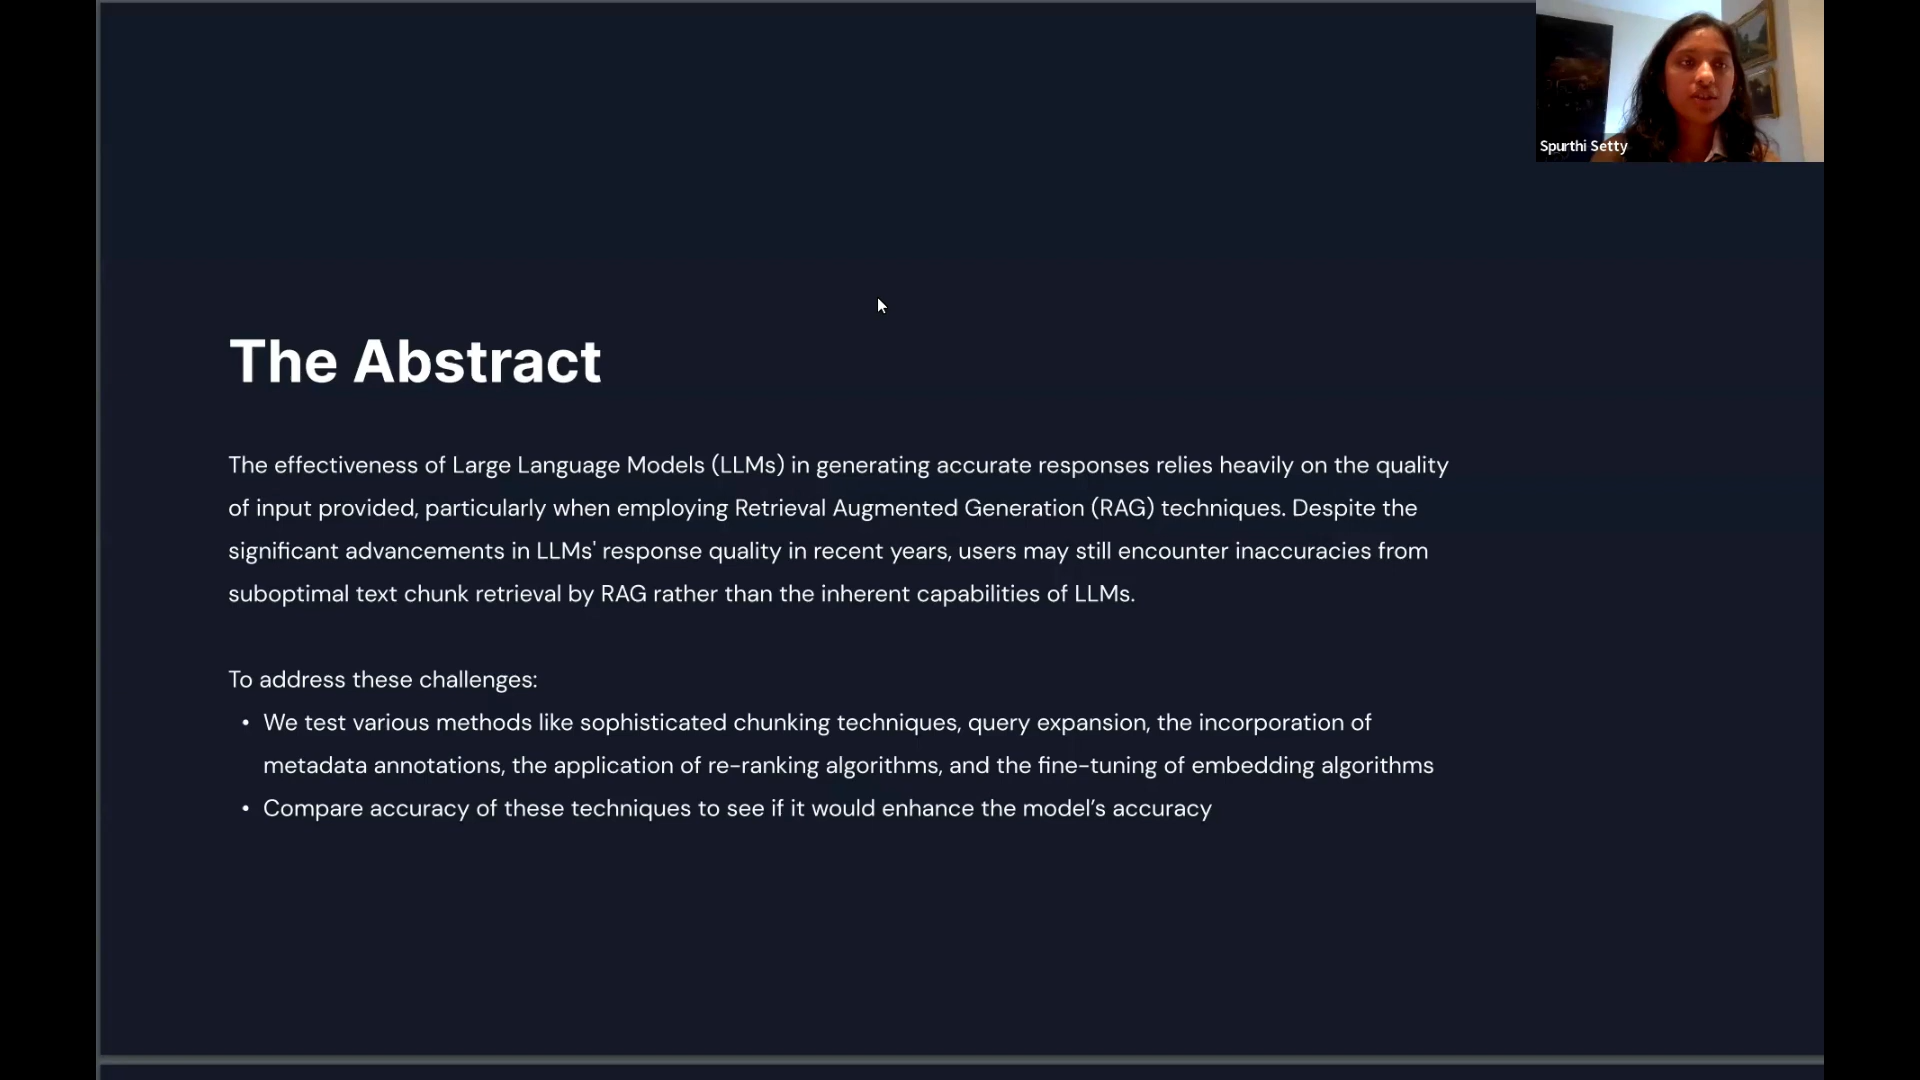 Spurthi Setty
The Abstract
The effectiveness of Large Language Models (LLMs) in generating accurate responses relies heavily on the quality
of input provided, particularly when employing Retrieval Augmented Generation (RAG) techniques. Despite the
significant advancements in LLMs' response quality in recent years, users may still encounter inaccuracies from
suboptimal text chunk retrieval by RAG rather than the inherent capabilities of LLMs.
To address these challenges:
• We test various methods like sophisticated chunking techniques, query expansion, the incorporation of
metadata annotations, the application of re-ranking algorithms, and the fine-tuning of embedding algorithms
• Compare accuracy of these techniques to see if it would enhance the model’s accuracy